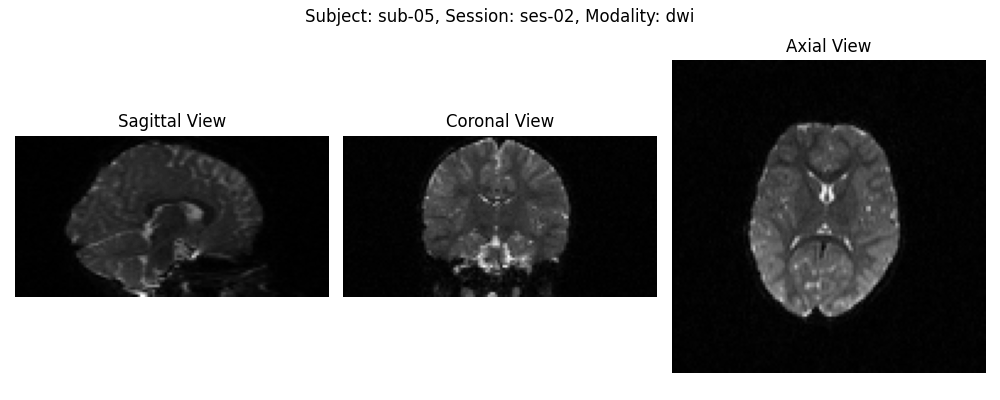 Subject: sub-05, Session: ses-02, Modality: dwi
Sagittal View
Coronal View
Axial View